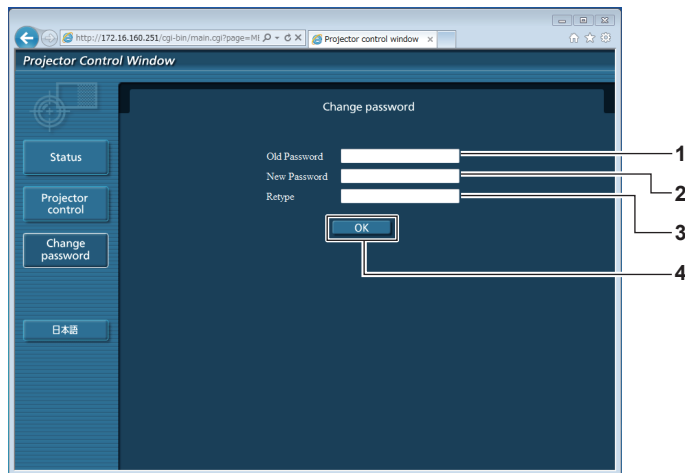 http://172.16.160.251/cgi-bin/main.cgi?page=MI
Projector control window
Projector Control Window
Change password
Status
Projector
control
Change
password
日本語
Old Password
New Password
Retype
OK
1
2
3
4